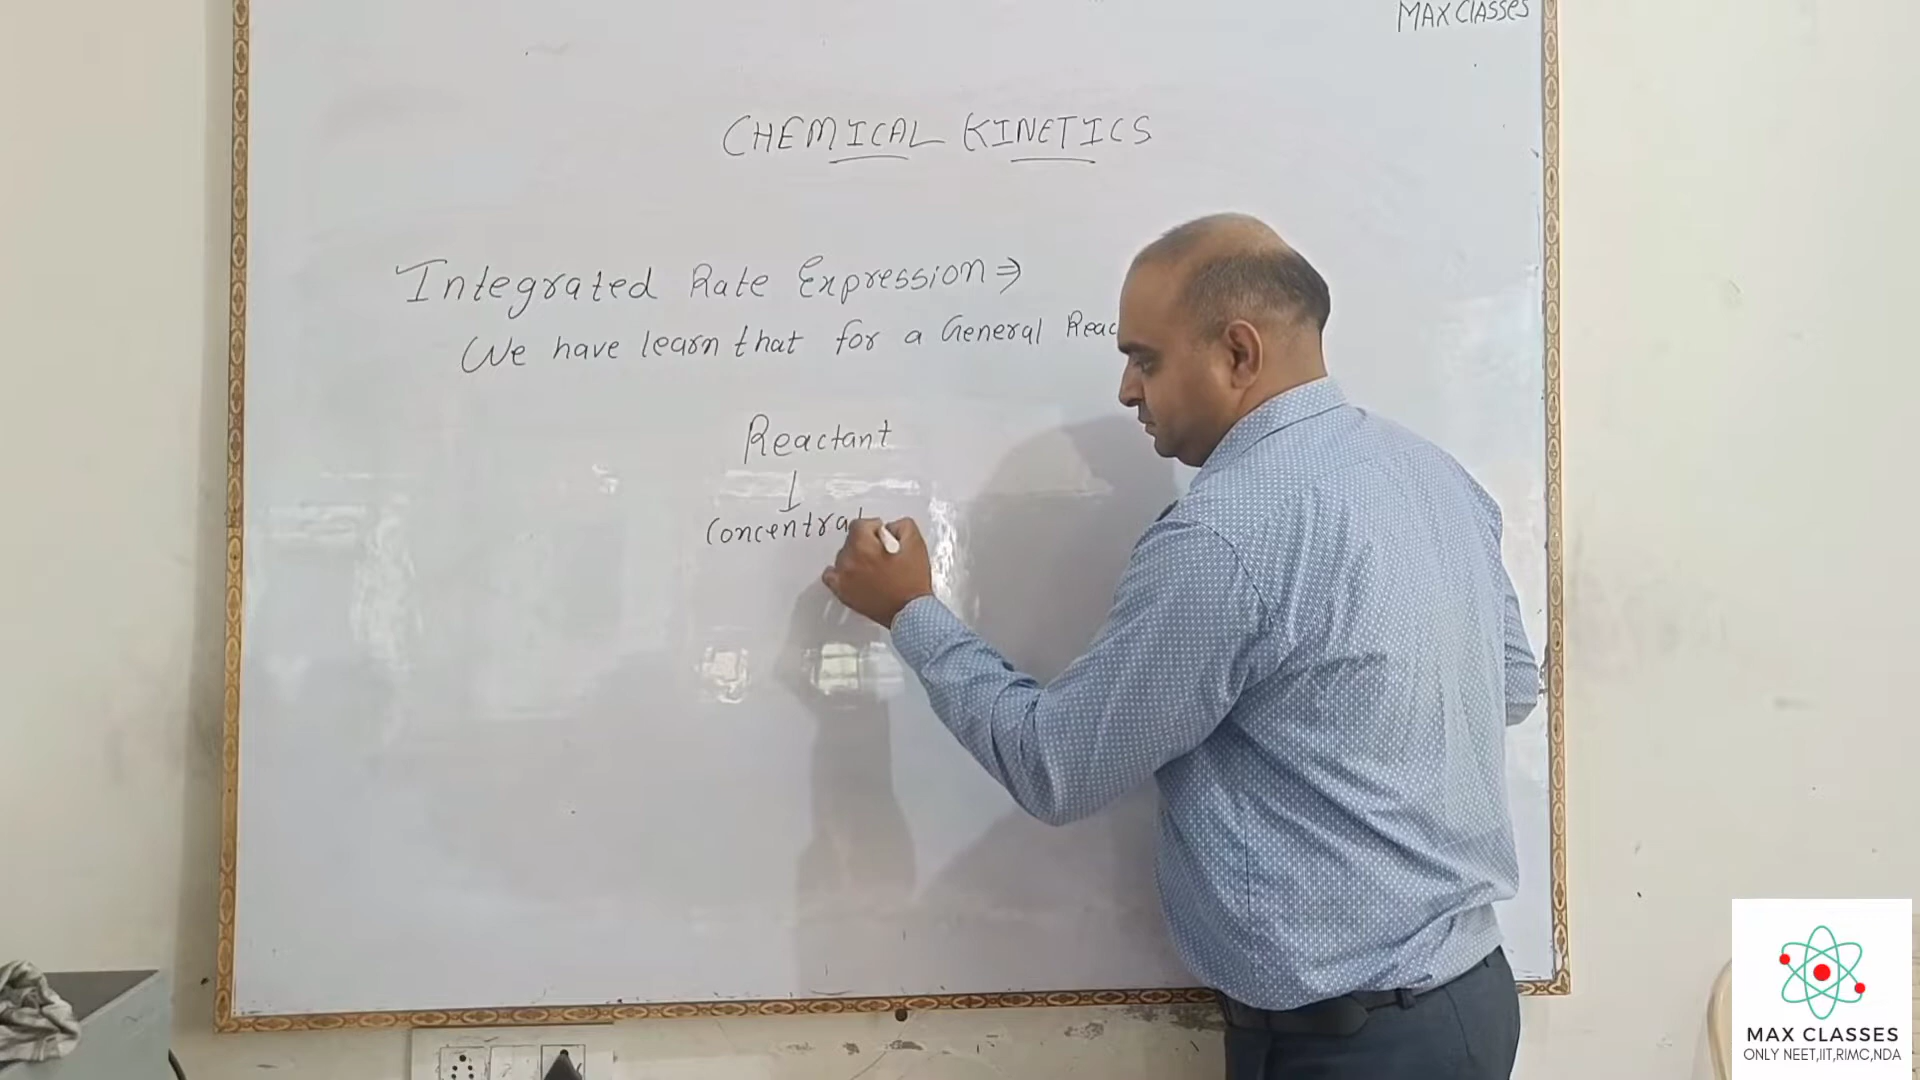 MAX Classes
CHEMICAL KINETICS
Integrated Rate Expression ⇒
We have learn that for a General Reac
Reactant
Concentrat
MAX CLASSES
ONLY NEET,IIT,RIMC,NDA